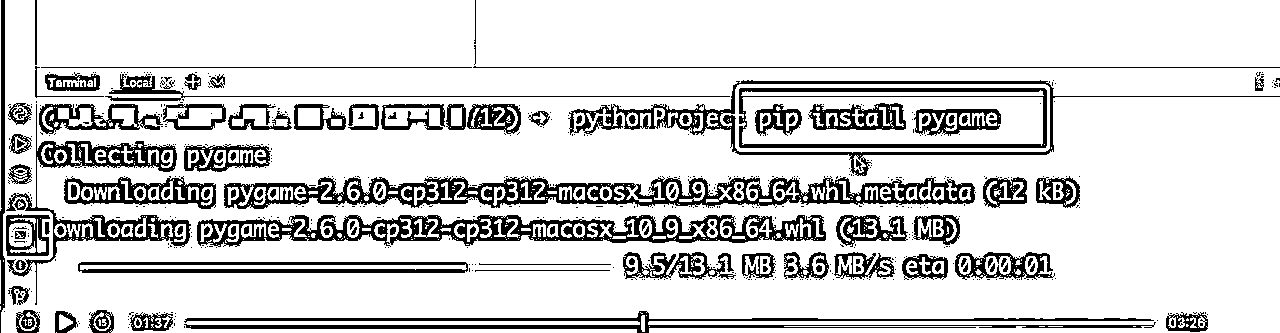 Terminal Local
/12) → pythonProject pip install pygame
Collecting pygame
Downloading pygame-2.6.0-cp312-cp312-macosx_10_9_x86_64.whl.metadata (12 kB)
Downloading pygame-2.6.0-cp312-cp312-macosx_10_9_x86_64.whl (13.1 MB)
9.5/13.1 MB 3.6 MB/s eta 0:00:01
15 15 01:37 03:26